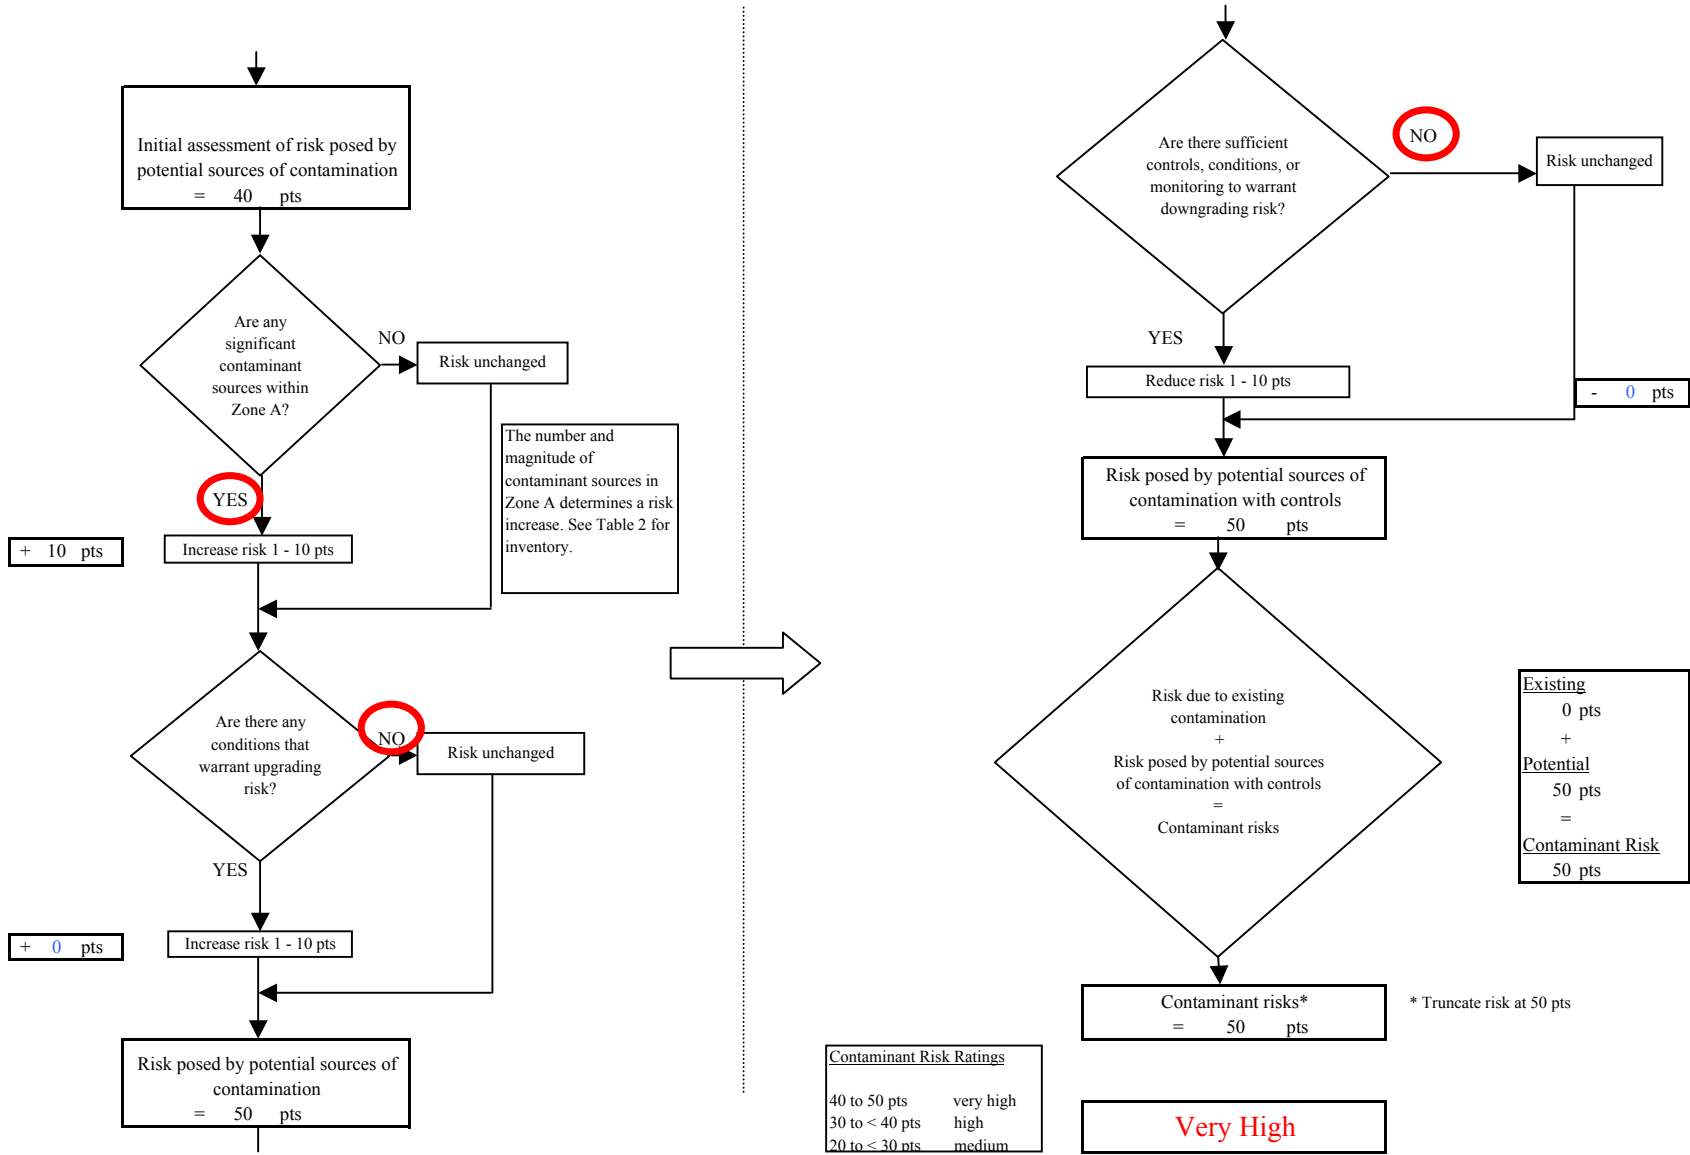 Initial assessment of risk posed by
potential sources of contamination
= 40 pts
Are any
significant
contaminant
sources within
Zone A?
NO
Risk unchanged
The number and
magnitude of
contaminant sources in
Zone A determines a risk
increase. See Table 2 for
inventory.
YES
+ 10 pts
Increase risk 1 - 10 pts
Are there any
conditions that
warrant upgrading
risk?
NO
Risk unchanged
YES
+ 0 pts
Increase risk 1 - 10 pts
Risk posed by potential sources of
contamination
= 50 pts
Are there sufficient
controls, conditions, or
monitoring to warrant
downgrading risk?
NO
Risk unchanged
YES
Reduce risk 1 - 10 pts
- 0 pts
Risk posed by potential sources of
contamination with controls
= 50 pts
Risk due to existing
contamination
+
Risk posed by potential sources
of contamination with controls
=
Contaminant risks
Existing
0 pts
+
Potential
50 pts
=
Contaminant Risk
50 pts
Contaminant risks*
= 50 pts
* Truncate risk at 50 pts
Contaminant Risk Ratings
40 to 50 pts very high
30 to < 40 pts high
20 to < 30 pts medium
Very High